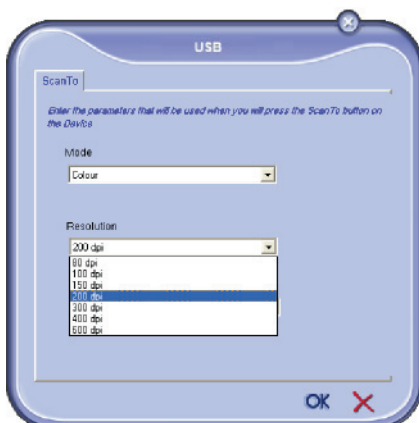 USB
ScanTo
Enter the parameters that will be used when you will press the ScanTo button on
the Device
Mode
Colour
Resolution
200 dpi
80 dpi
100 dpi
150 dpi
200 dpi
300 dpi
400 dpi
600 dpi
OK